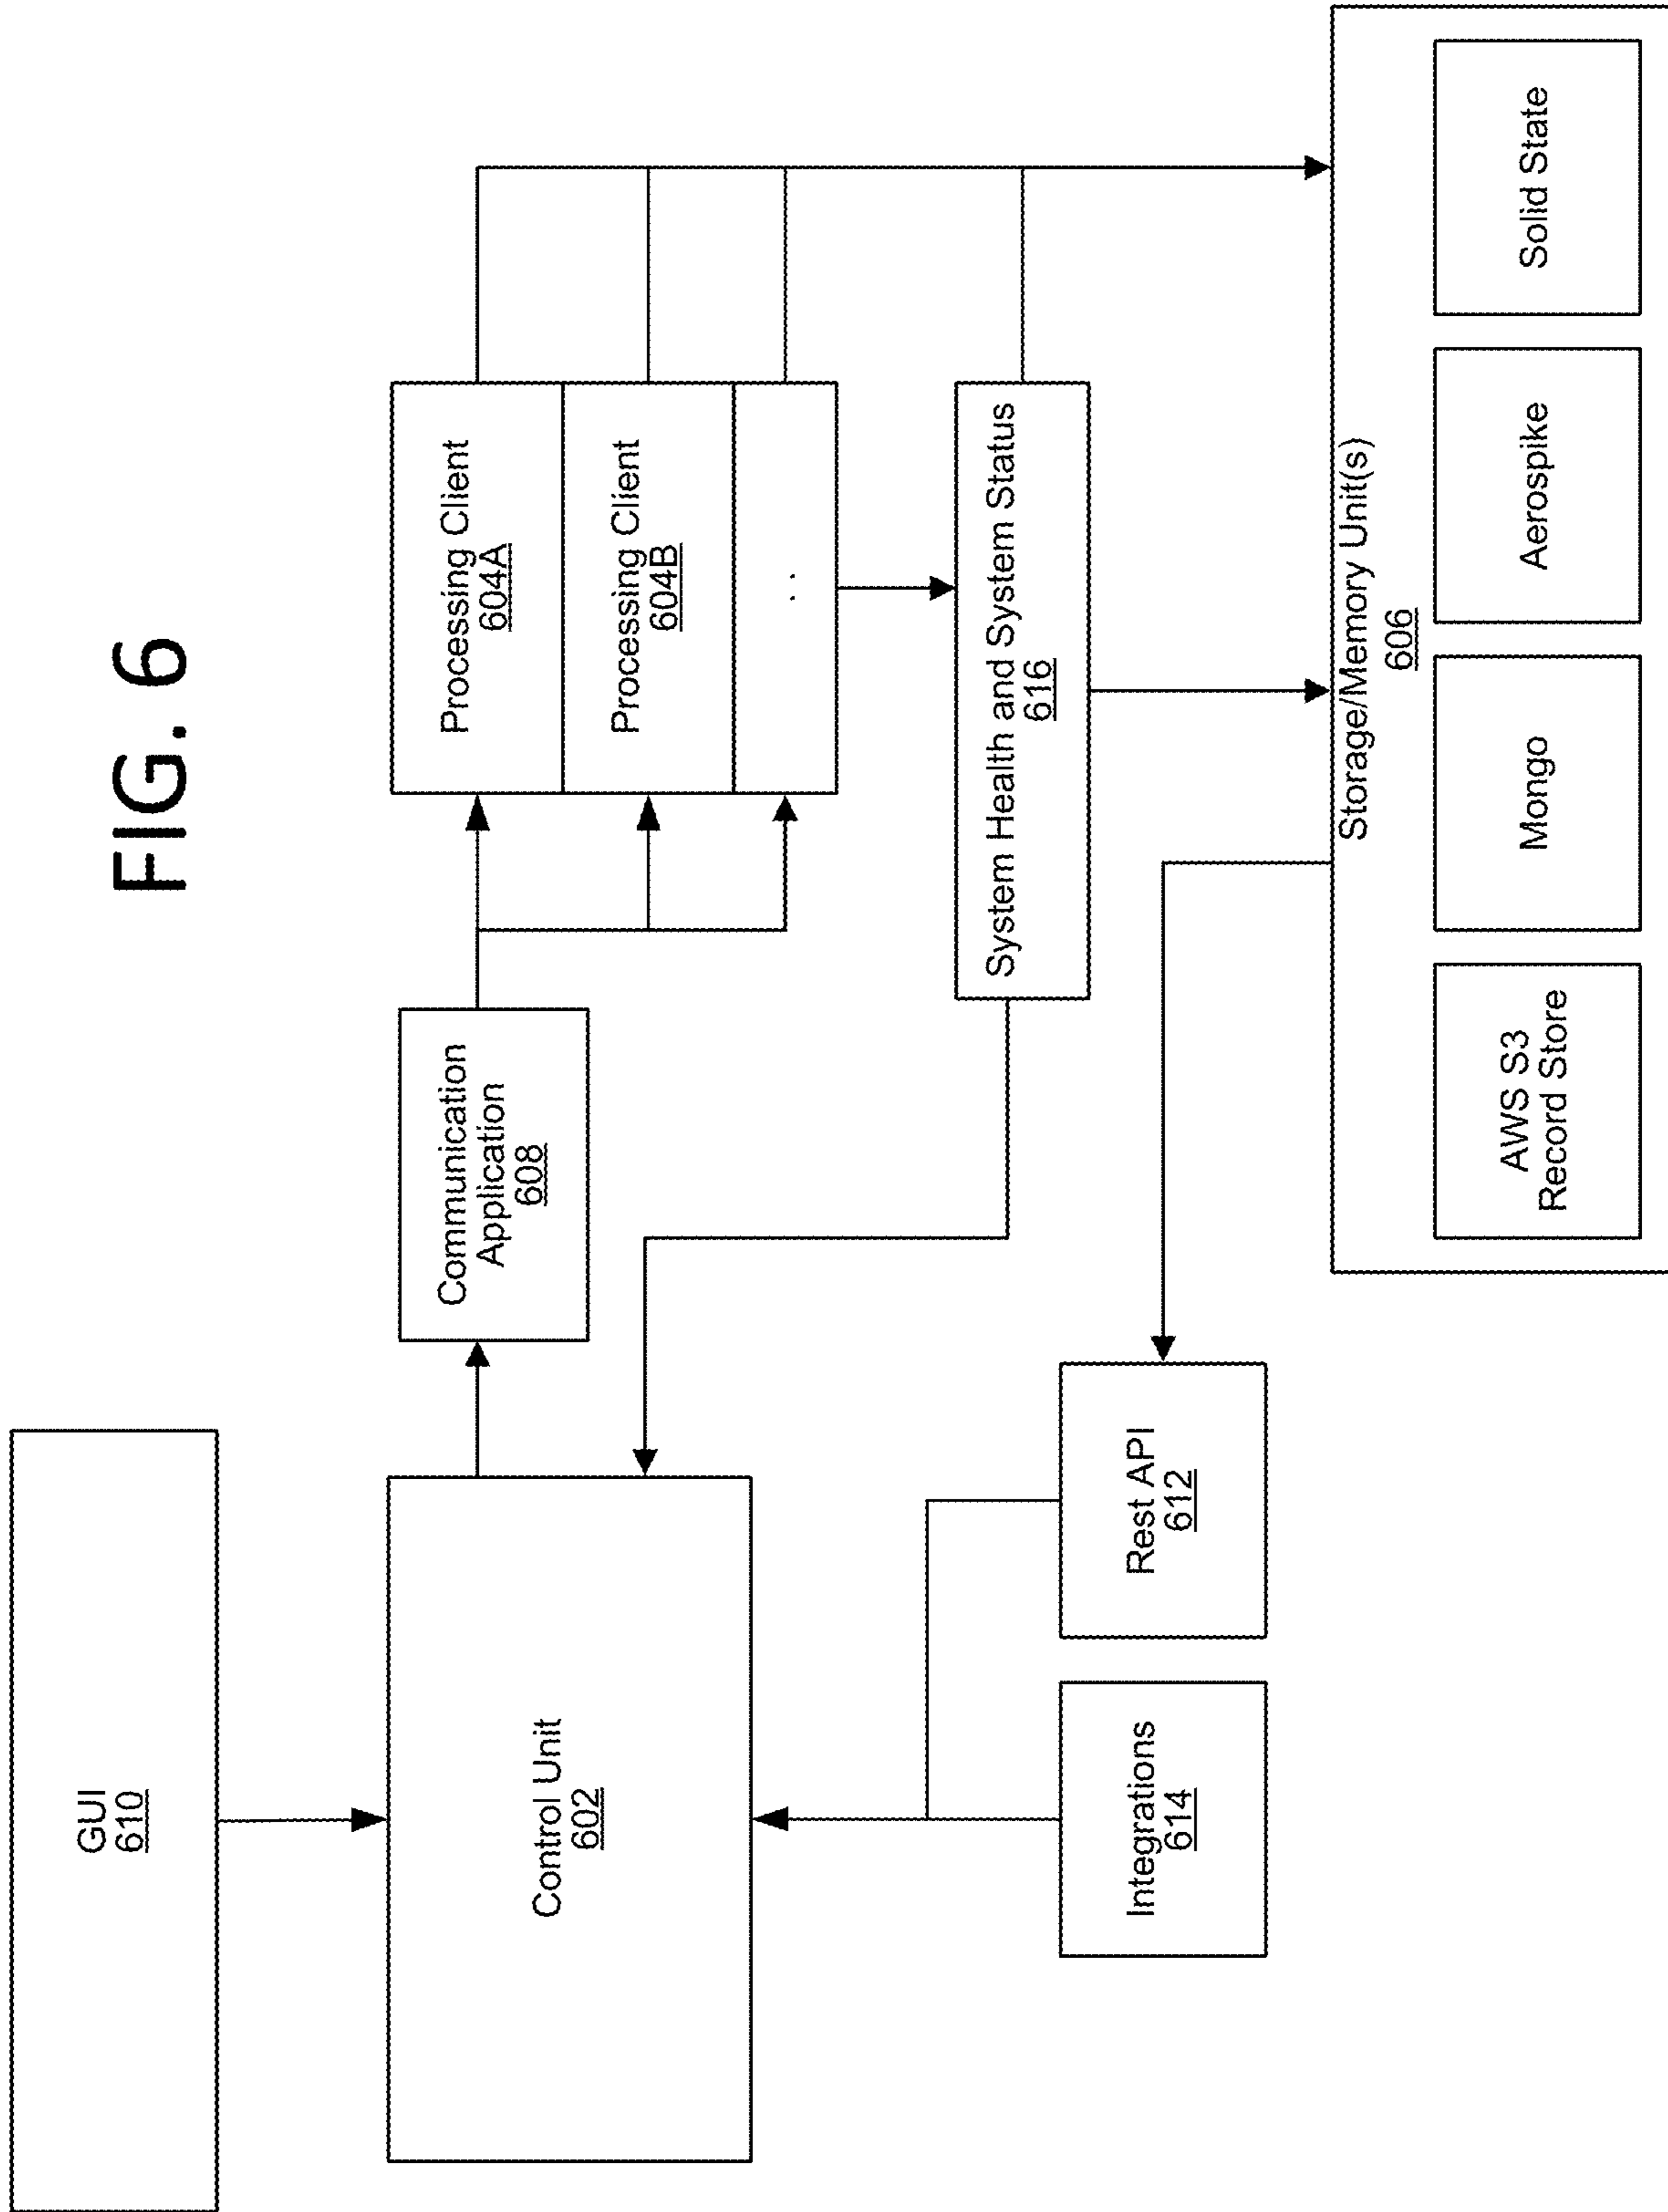 FIG. 6
GUI
610
Control Unit
602
Communication
Application
608
Processing Client
604A
Processing Client
604B
. .
System Health and System Status
616
Integrations
614
Rest API
612
Storage/Memory Unit(s)
606
AWS S3
Record Store
Mongo
Aerospike
Solid State